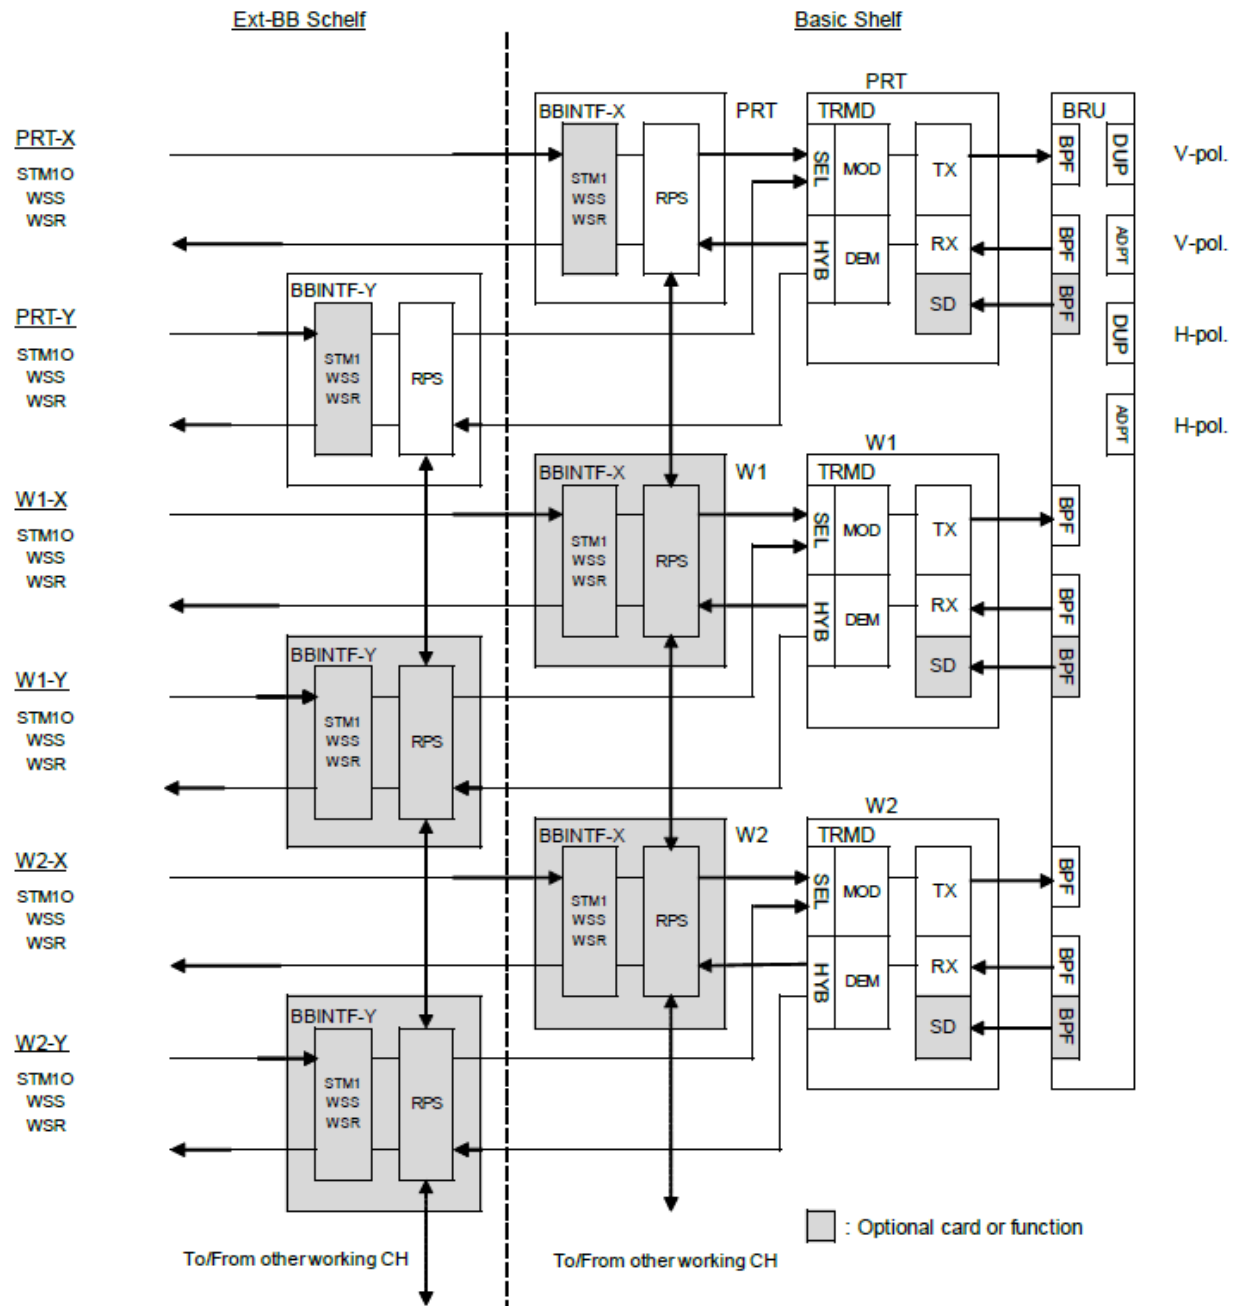 Ext-BB Schelf
Basic Shelf
PRT
BBINTF-X
PRT
TRMD
BRU
PRT-X
STM1O
WSS
WSR
STM1
WSS
WSR
RPS
SEL
MOD
TX
BPF
DUP
V-pol.
HYB
DEM
RX
BPF
ADPT
V-pol.
SD
BPF
PRT-Y
STM1O
WSS
WSR
BBINTF-Y
STM1
WSS
WSR
RPS
DUP
H-pol.
ADPT
H-pol.
W1
BBINTF-X
W1
TRMD
W1-X
STM1O
WSS
WSR
STM1
WSS
WSR
RPS
SEL
MOD
TX
BPF
HYB
DEM
RX
BPF
SD
BPF
W1-Y
STM1O
WSS
WSR
BBINTF-Y
STM1
WSS
WSR
RPS
W2
BBINTF-X
W2
TRMD
W2-X
STM1O
WSS
WSR
STM1
WSS
WSR
RPS
SEL
MOD
TX
BPF
HYB
DEM
RX
BPF
SD
BPF
W2-Y
STM1O
WSS
WSR
BBINTF-Y
STM1
WSS
WSR
RPS
: Optional card or function
To/From other working CH
To/From other working CH